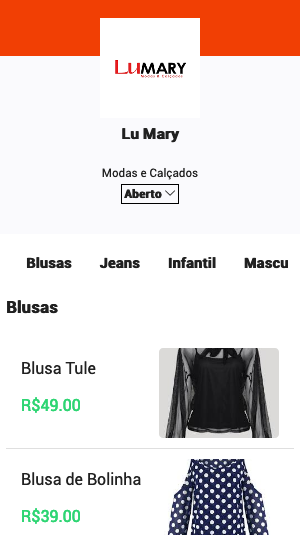 LuMARY
Modas e Calçados
Lu Mary
Modas e Calçados
Aberto
Blusas Jeans Infantil Mascu
Blusas
Blusa Tule
R$49.00
Blusa de Bolinha
R$39.00